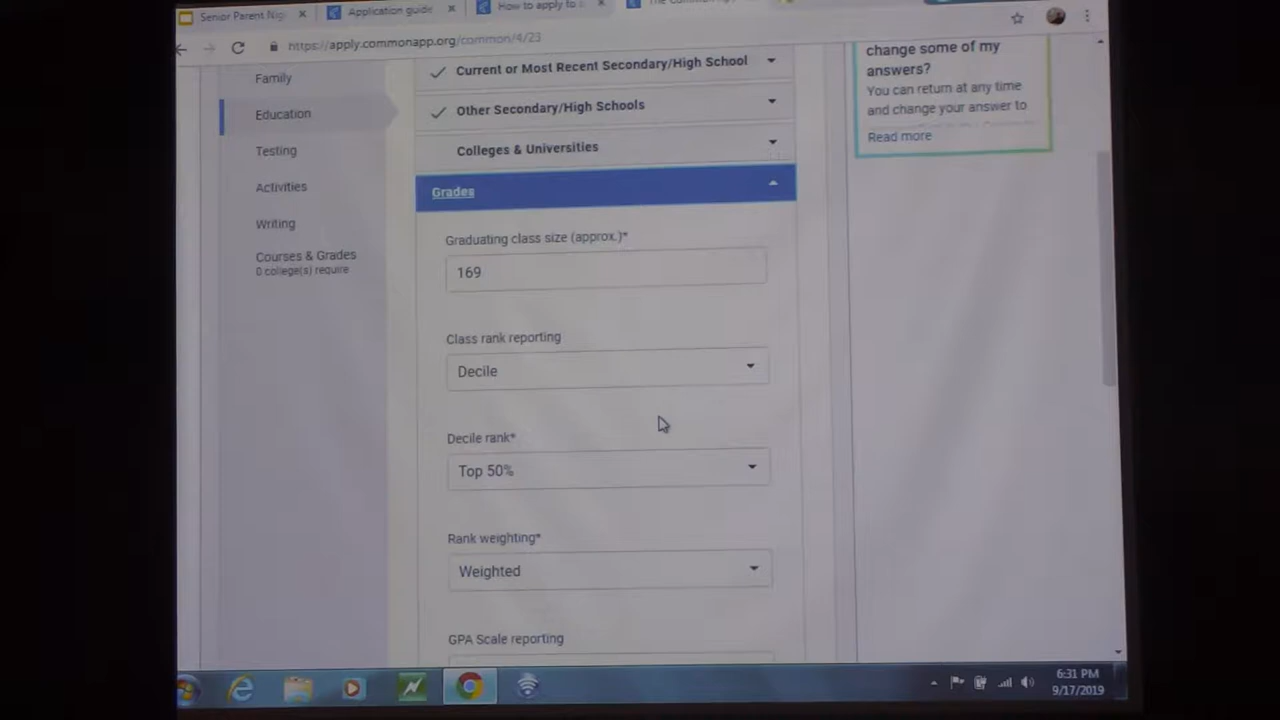 Senior Parent Nig
Application guide
How to apply to
https://apply.commonapp.org/common/4/23
Family
Education
Testing
Activities
Writing
Courses & Grades
0 college(s) require
Current or Most Recent Secondary/High School
Other Secondary/High Schools
Colleges & Universities
Grades
Graduating class size (approx.)*
169
Class rank reporting
Decile
Decile rank*
Top 50%
Rank weighting*
Weighted
GPA Scale reporting
change some of my
answers?
You can return at any time
and change your answer to
Read more
6:31 PM
9/17/2019